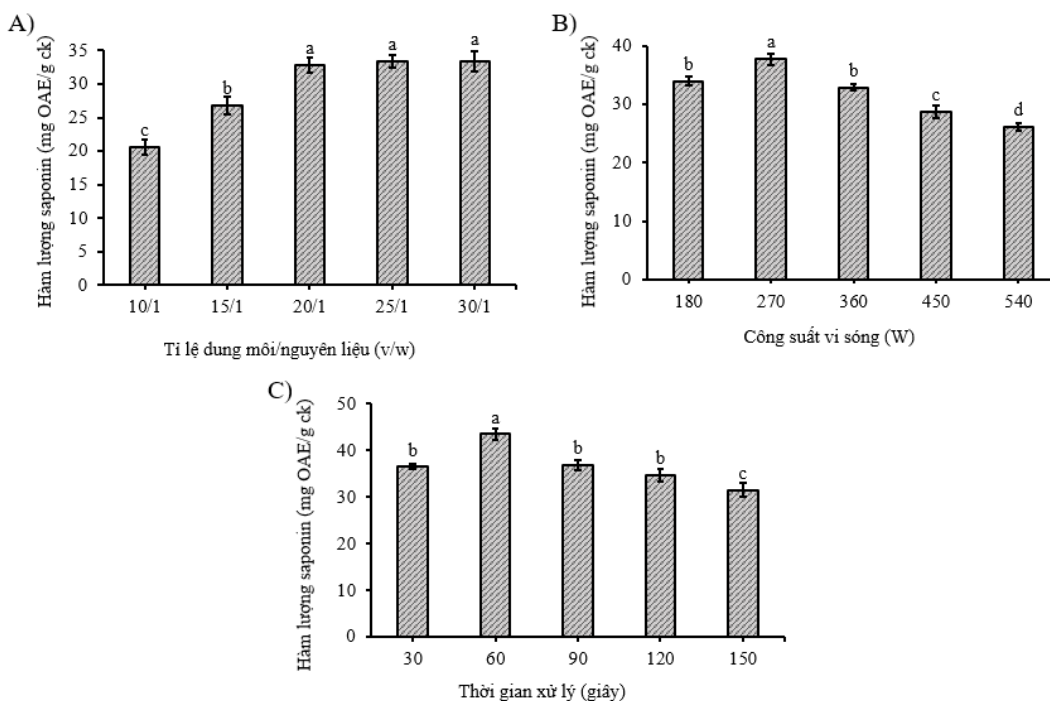 A)
Hàm lượng saponin (mg OAE/g ck)
35
30
25
20
15
10
5
0
c
b
a
a
a
10/1 15/1 20/1 25/1 30/1
Tỉ lệ dung môi/nguyên liệu (v/w)
B)
Hàm lượng saponin (mg OAE/g ck)
40
30
20
10
0
b
a
b
c
d
180 270 360 450 540
Công suất vi sóng (W)
C)
Hàm lượng saponin (mg OAE/g ck)
50
40
30
20
10
0
b
a
b
b
c
30 60 90 120 150
Thời gian xử lý (giây)